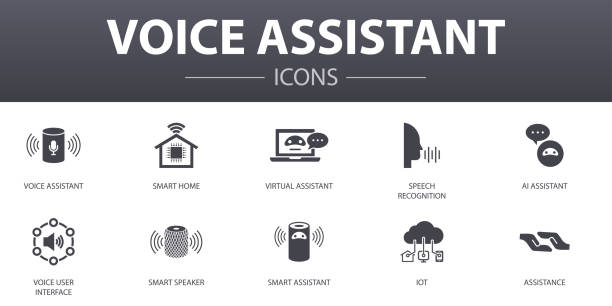 VOICE ASSISTANT
ICONS
VOICE ASSISTANT
SMART HOME
VIRTUAL ASSISTANT
SPEECH
RECOGNITION
AI ASSISTANT
VOICE USER
INTERFACE
SMART SPEAKER
SMART ASSISTANT
IOT
ASSISTANCE